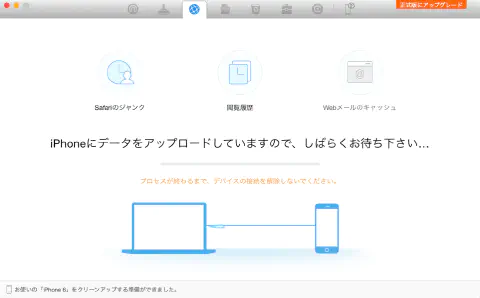 正式版にアップグレード
Safariのジャンク
閲覧履歴
Webメールのキャッシュ
iPhoneにデータをアップロードしていますので、しばらくお待ち下さい...
プロセスが終わるまで、デバイスの接続を解除しないでください。
お使いの「iPhone 6」をクリーンアップする準備ができました。